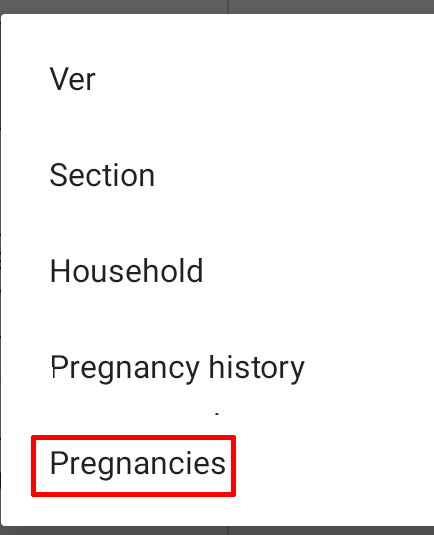 Ver
Section
Household
Pregnancy history
Pregnancies